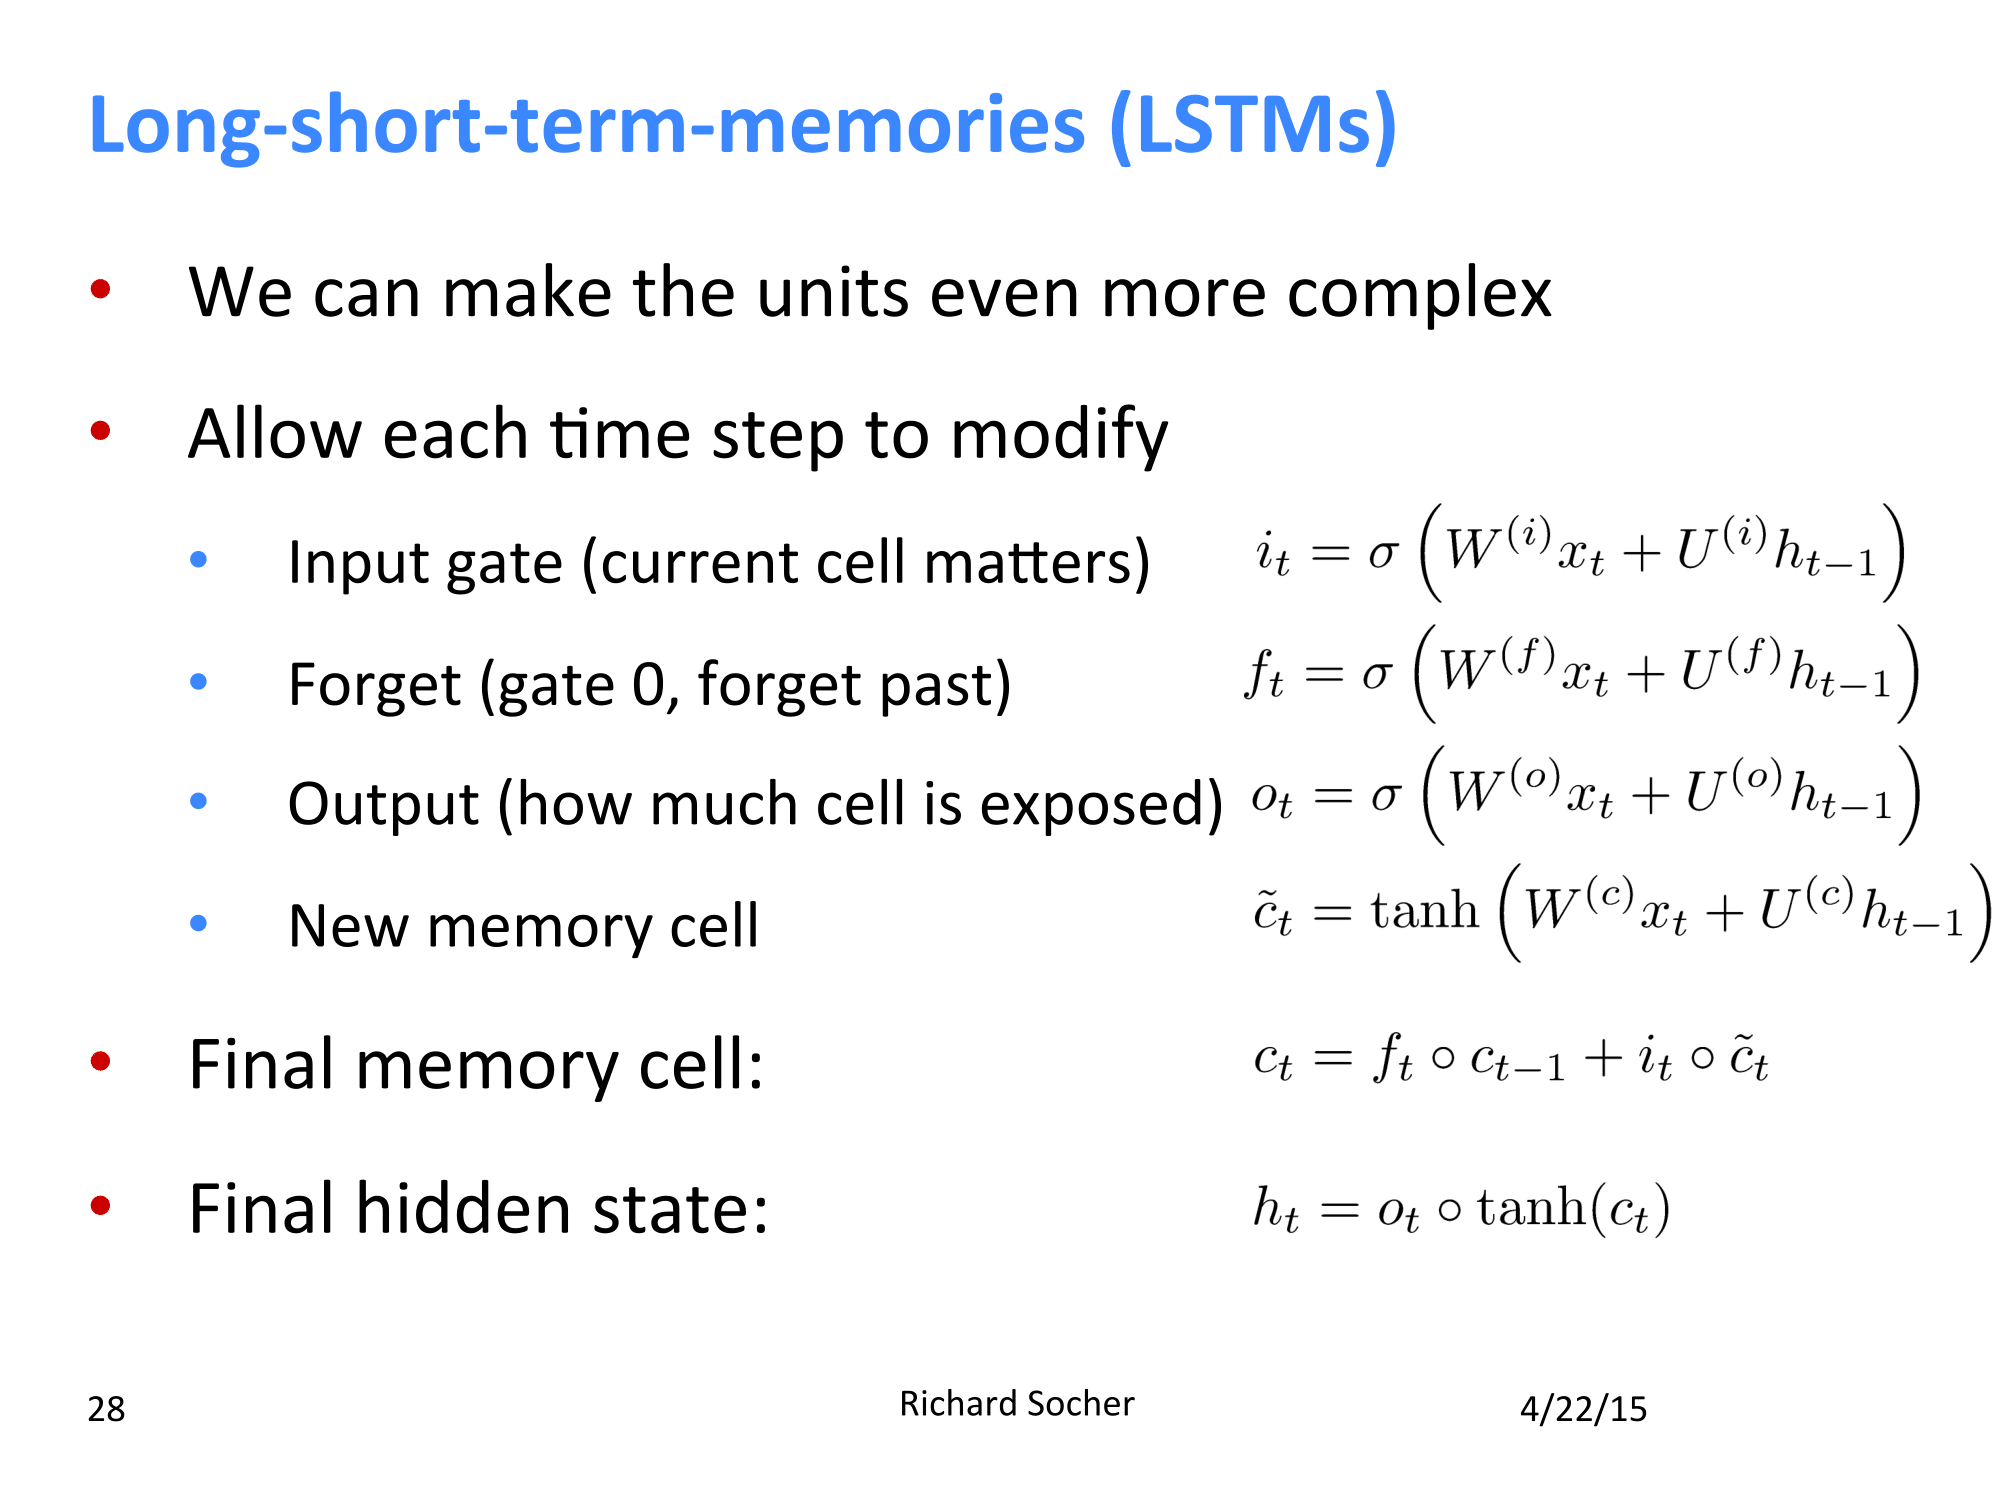 Long-short-term-memories (LSTMs)
• We can make the units even more complex
• Allow each time step to modify
• Input gate (current cell matters) $i_t = \sigma\left(W^{(i)}x_t + U^{(i)}h_{t-1}\right)$
• Forget (gate 0, forget past) $f_t = \sigma\left(W^{(f)}x_t + U^{(f)}h_{t-1}\right)$
• Output (how much cell is exposed) $o_t = \sigma\left(W^{(o)}x_t + U^{(o)}h_{t-1}\right)$
• New memory cell $\tilde{c}_t = \tanh\left(W^{(c)}x_t + U^{(c)}h_{t-1}\right)$
• Final memory cell: $c_t = f_t \circ c_{t-1} + i_t \circ \tilde{c}_t$
• Final hidden state: $h_t = o_t \circ \tanh(c_t)$
28 Richard Socher 4/22/15